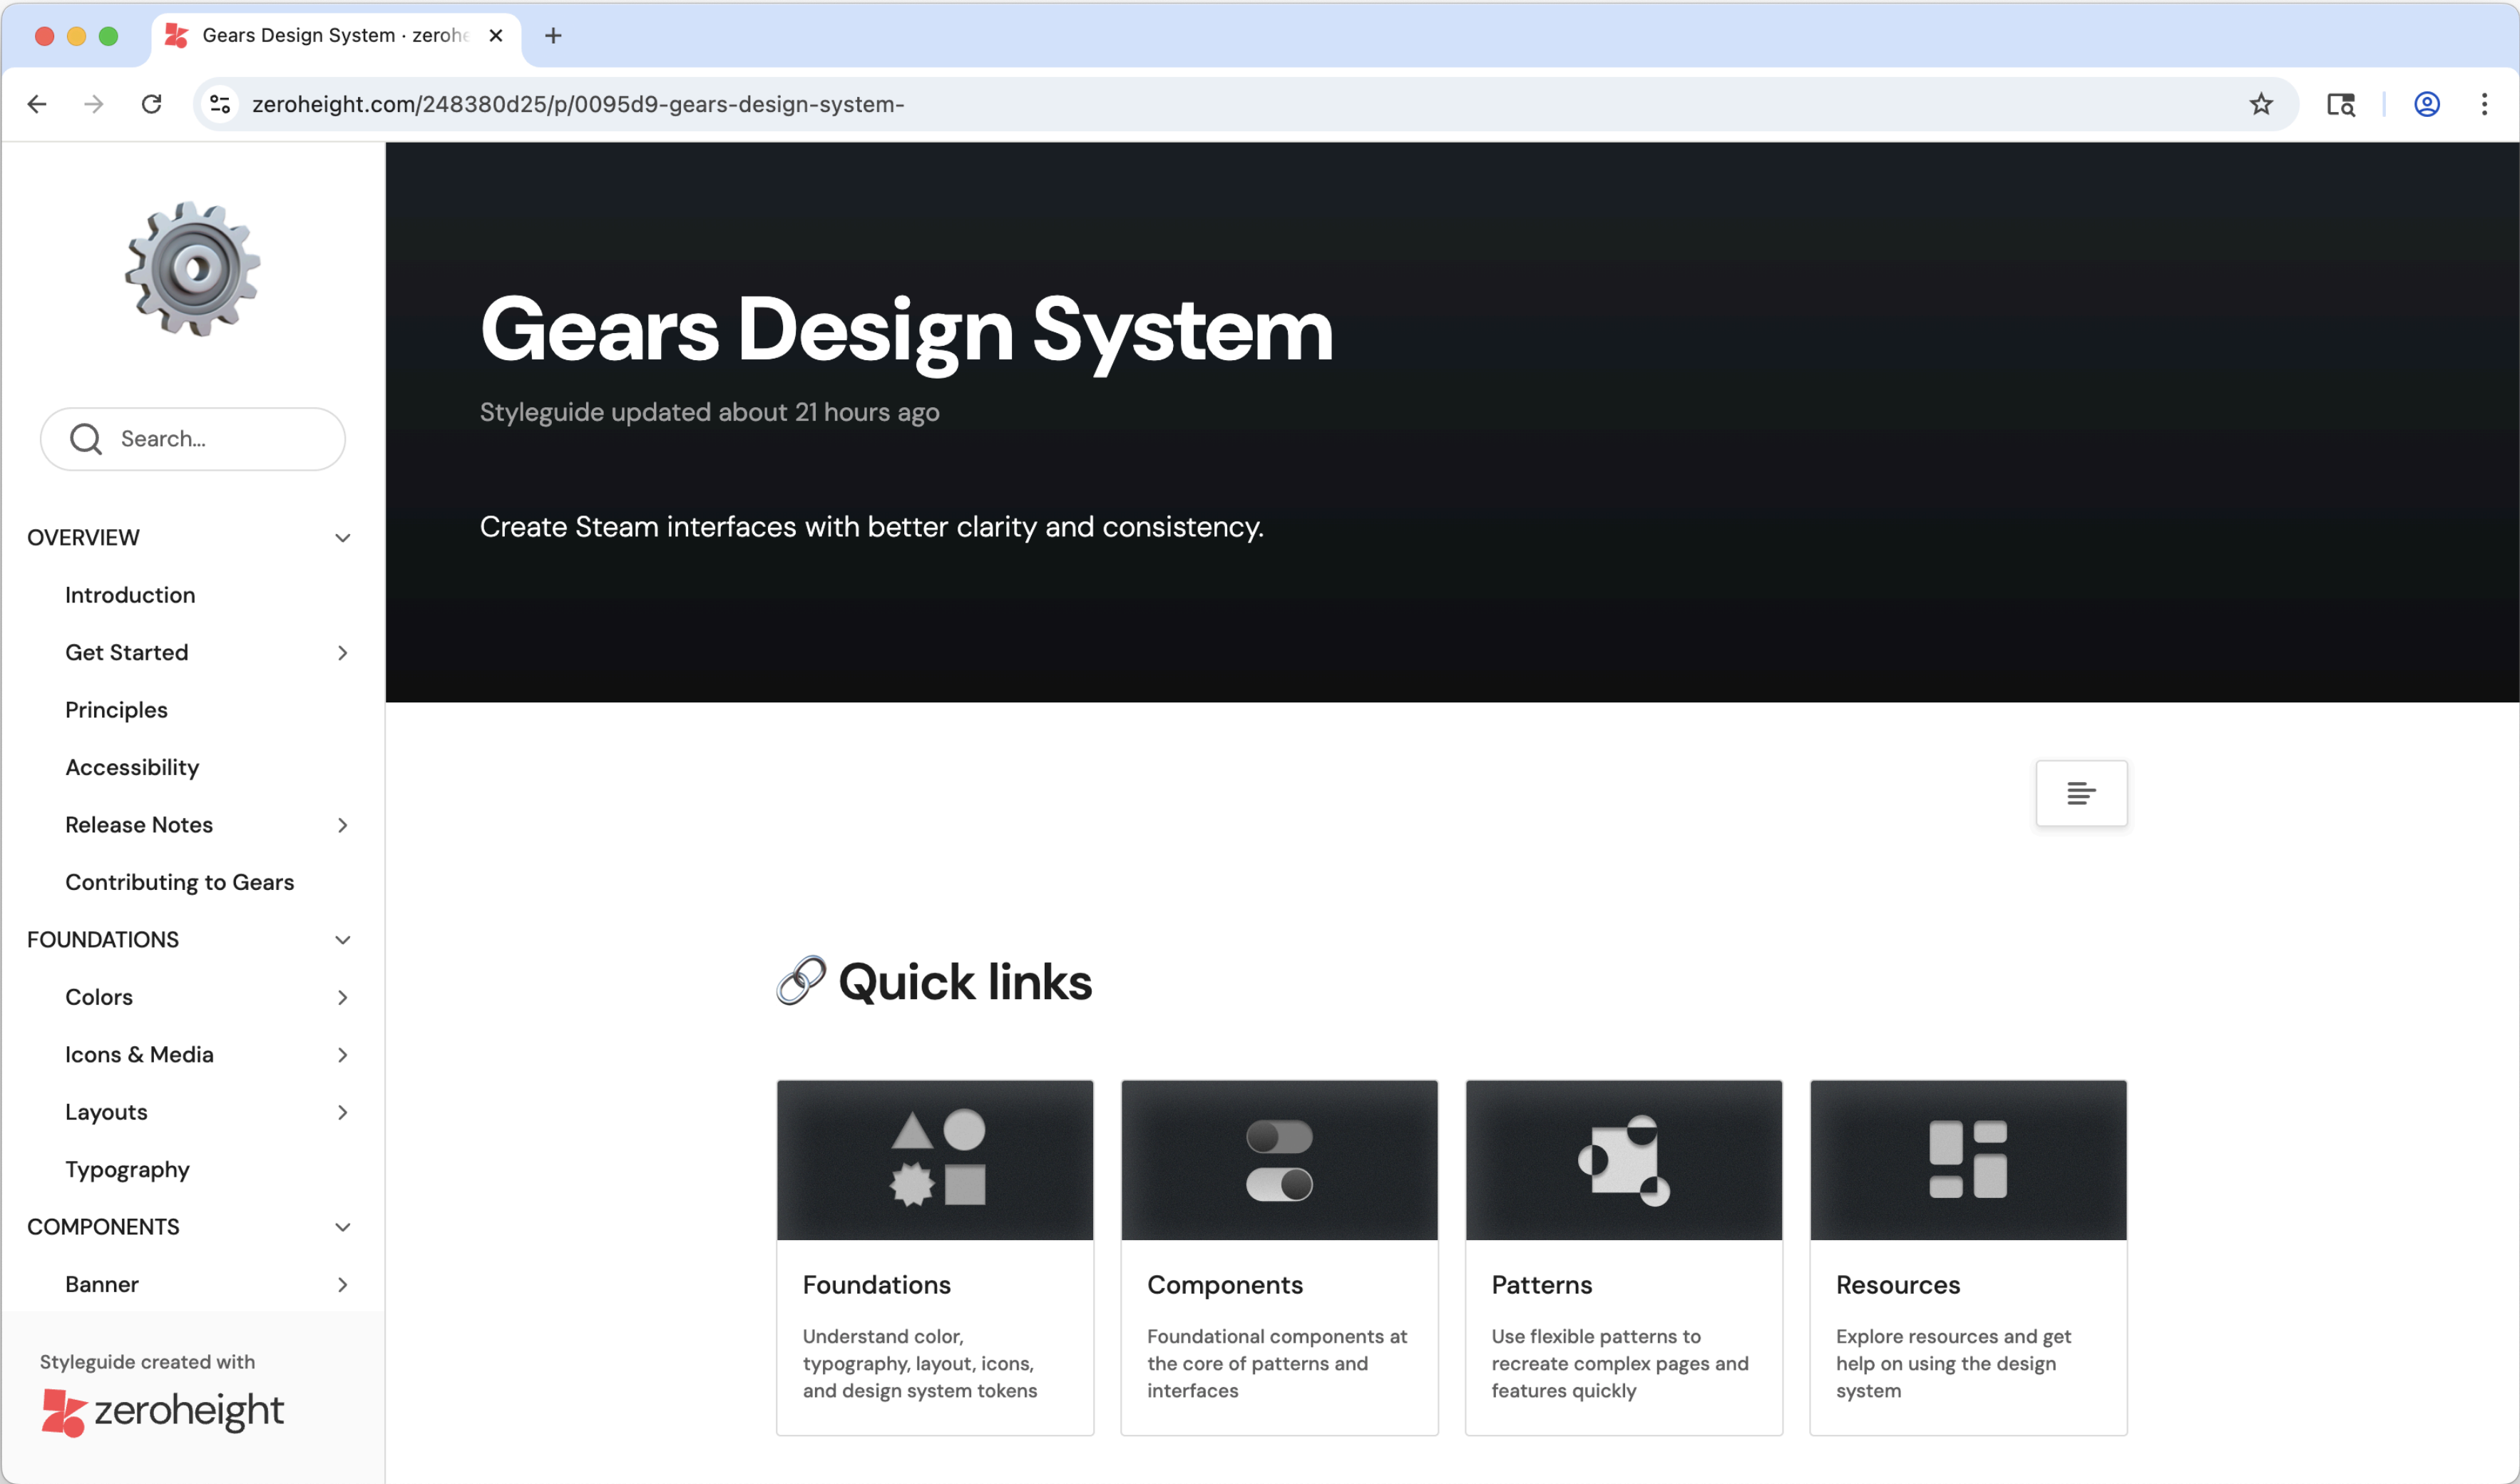 Gears Design System · zerohe
zeroheight.com/248380d25/p/0095d9-gears-design-system-
Search...
OVERVIEW
Introduction
Get Started
Principles
Accessibility
Release Notes
Contributing to Gears
FOUNDATIONS
Colors
Icons & Media
Layouts
Typography
COMPONENTS
Banner
Styleguide created with
zeroheight
Gears Design System
Styleguide updated about 21 hours ago
Create Steam interfaces with better clarity and consistency.
Quick links
Foundations
Understand color,
typography, layout, icons,
and design system tokens
Components
Foundational components at
the core of patterns and
interfaces
Patterns
Use flexible patterns to
recreate complex pages and
features quickly
Resources
Explore resources and get
help on using the design
system